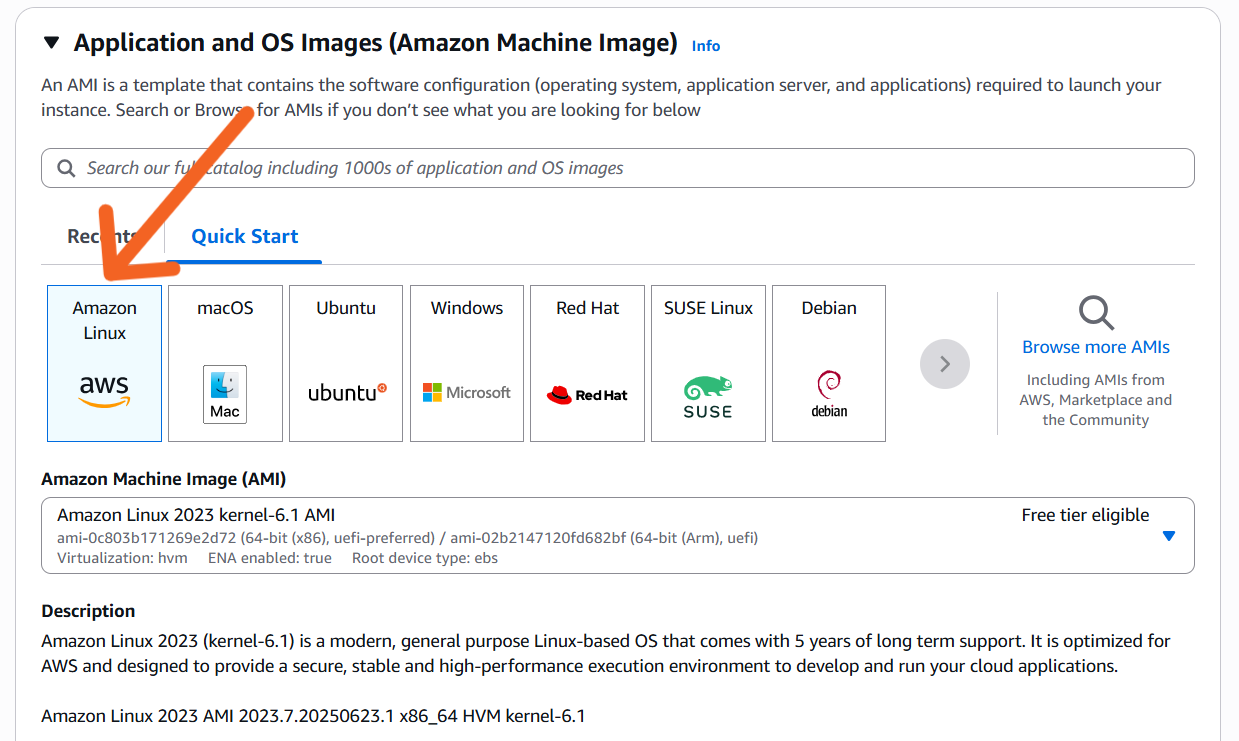 Application and OS Images (Amazon Machine Image) Info
An AMI is a template that contains the software configuration (operating system, application server, and applications) required to launch your
instance. Search or Browse for AMIs if you don’t see what you are looking for below
Search our full catalog including 1000s of application and OS images
Recents
Quick Start
Amazon
Linux
aws
macOS
Mac
Ubuntu
ubuntu
Windows
Microsoft
Red Hat
Red Hat
SUSE Linux
SUSE
Debian
debian
Browse more AMIs
Including AMIs from
AWS, Marketplace and
the Community
Amazon Machine Image (AMI)
Amazon Linux 2023 kernel-6.1 AMI
Free tier eligible
ami-0c803b171269e2d72 (64-bit (x86), uefi-preferred) / ami-02b2147120fd682bf (64-bit (Arm), uefi)
Virtualization: hvm ENA enabled: true Root device type: ebs
Description
Amazon Linux 2023 (kernel-6.1) is a modern, general purpose Linux-based OS that comes with 5 years of long term support. It is optimized for
AWS and designed to provide a secure, stable and high-performance execution environment to develop and run your cloud applications.
Amazon Linux 2023 AMI 2023.7.20250623.1 x86_64 HVM kernel-6.1